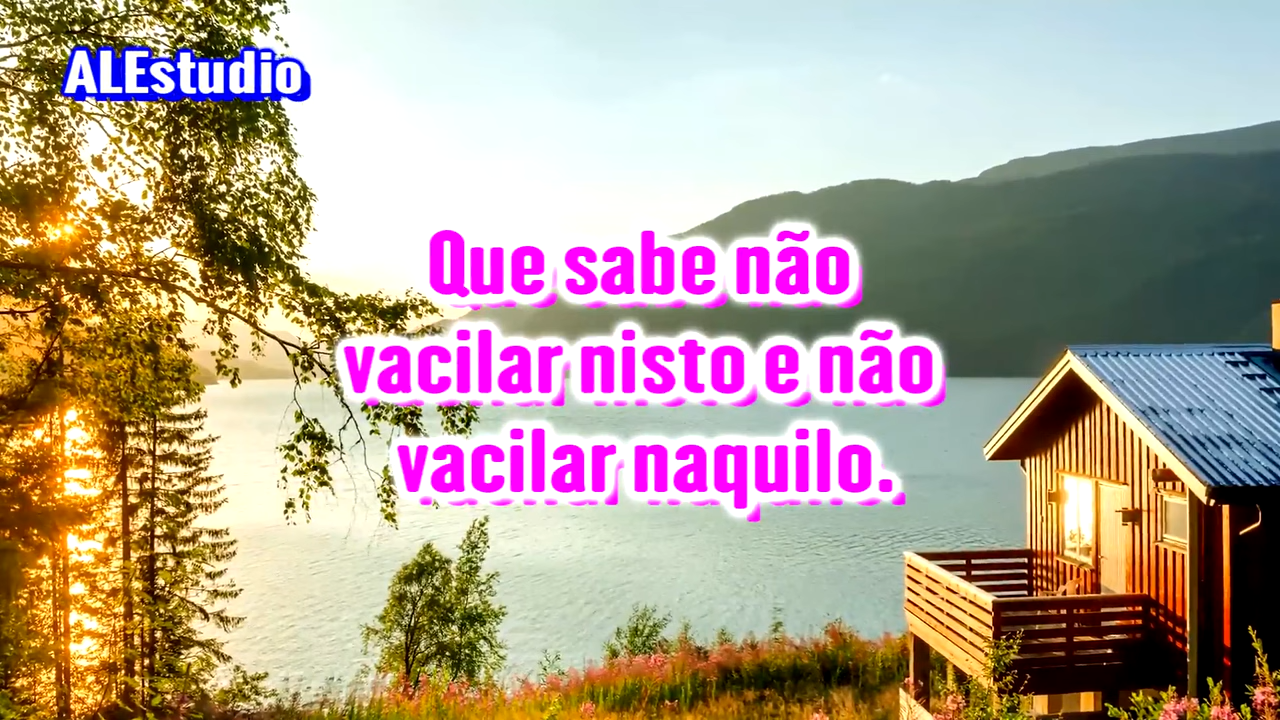 ALEstudio
Que sabe não
vacilar nisto e não
vacilar naquilo.